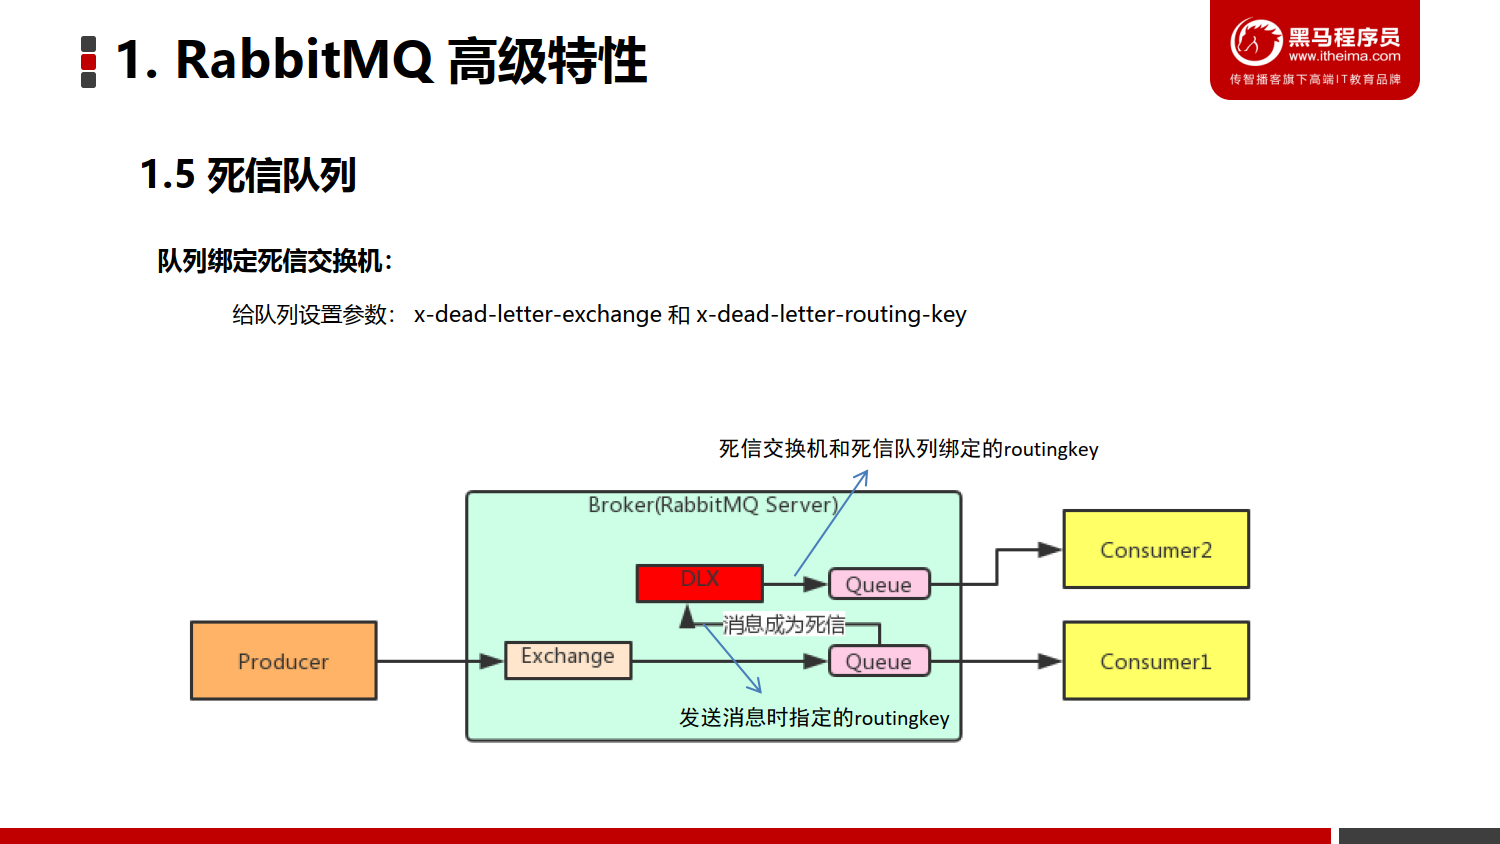 1. RabbitMQ 高级特性
黑马程序员
www.itheima.com
传智播客旗下高端IT教育品牌
1.5 死信队列
队列绑定死信交换机：
给队列设置参数： x-dead-letter-exchange 和 x-dead-letter-routing-key
死信交换机和死信队列绑定的routingkey
Broker(RabbitMQ Server)
Consumer2
DLX
Queue
消息成为死信
Producer
Exchange
Queue
Consumer1
发送消息时指定的routingkey